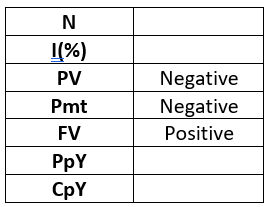 N
I(%)
PV Negative
Pmt Negative
FV Positive
PpY
CpY